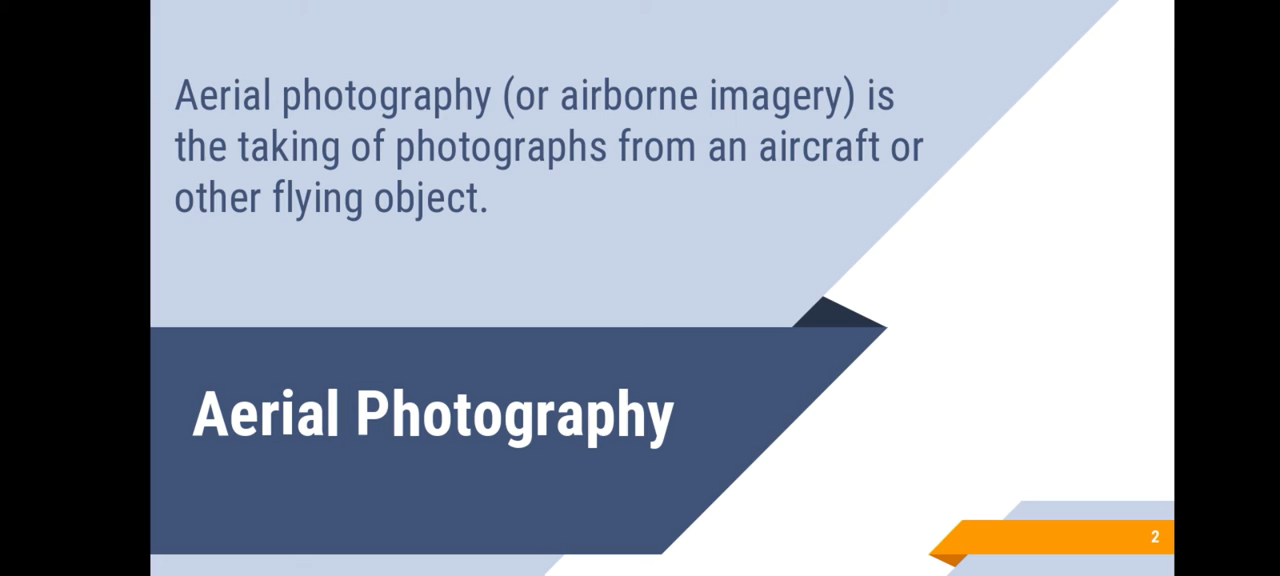 Aerial photography (or airborne imagery) is
the taking of photographs from an aircraft or
other flying object.
Aerial Photography
2